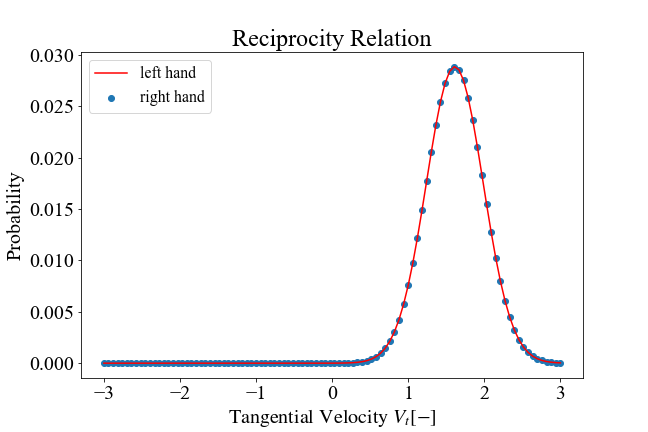 Reciprocity Relation
left hand
right hand
Probability
0.030
0.025
0.020
0.015
0.010
0.005
0.000
−3 −2 −1 0 1 2 3
Tangential Velocity V_t[−]